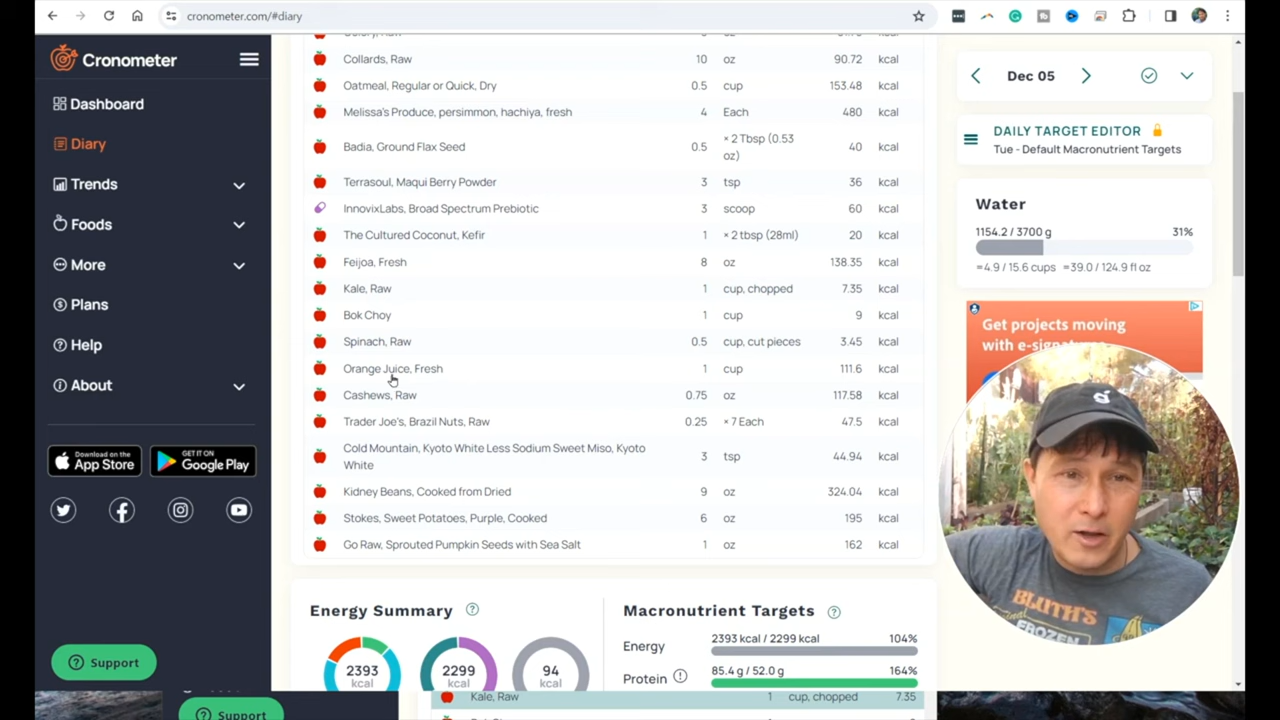 cronometer.com/#diary
Cronometer
Dashboard
Diary
Trends
Foods
More
Plans
Help
About
Download on the
App Store
GET IT ON
Google Play
Support
Collards, Raw 10 oz 90.72 kcal
Oatmeal, Regular or Quick, Dry 0.5 cup 153.48 kcal
Melissa's Produce, persimmon, hachiya, fresh 4 Each 480 kcal
Badia, Ground Flax Seed 0.5 × 2 Tbsp (0.53 oz) 40 kcal
Terrasoul, Maqui Berry Powder 3 tsp 36 kcal
InnovixLabs, Broad Spectrum Prebiotic 3 scoop 60 kcal
The Cultured Coconut, Kefir 1 × 2 tbsp (28ml) 20 kcal
Feijoa, Fresh 8 oz 138.35 kcal
Kale, Raw 1 cup, chopped 7.35 kcal
Bok Choy 1 cup 9 kcal
Spinach, Raw 0.5 cup, cut pieces 3.45 kcal
Orange Juice, Fresh 1 cup 111.6 kcal
Cashews, Raw 0.75 oz 117.58 kcal
Trader Joe's, Brazil Nuts, Raw 0.25 × 7 Each 47.5 kcal
Cold Mountain, Kyoto White Less Sodium Sweet Miso, Kyoto
White 3 tsp 44.94 kcal
Kidney Beans, Cooked from Dried 9 oz 324.04 kcal
Stokes, Sweet Potatoes, Purple, Cooked 6 oz 195 kcal
Go Raw, Sprouted Pumpkin Seeds with Sea Salt 1 oz 162 kcal
Energy Summary
2393
kcal
2299
kcal
94
kcal
Macronutrient Targets
Energy 2393 kcal / 2299 kcal 104%
Protein 85.4 g / 52.0 g 164%
Kale, Raw 1 cup, chopped 7.35
Support
Dec 05
DAILY TARGET EDITOR
Tue - Default Macronutrient Targets
Water
1154.2 / 3700 g 31%
=4.9 / 15.6 cups =39.0 / 124.9 fl oz
Get projects moving
with
BLUTH'S
FROZEN